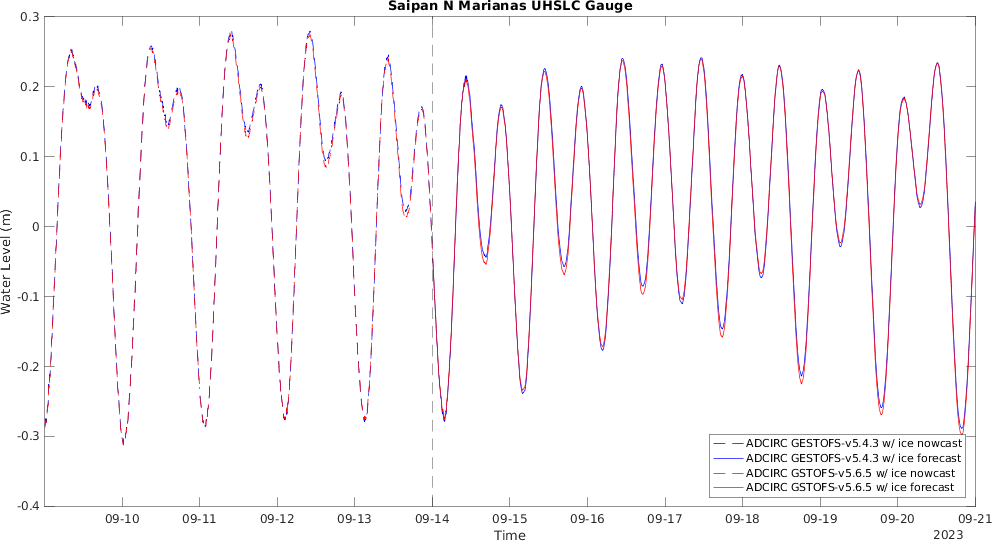 Saipan N Marianas UHSLC Gauge
0.3
0.2
0.1
0
-0.1
-0.2
-0.3
-0.4
Water Level (m)
ADCIRC GESTOFS-v5.4.3 w/ ice nowcast
ADCIRC GESTOFS-v5.4.3 w/ ice forecast
ADCIRC GSTOFS-v5.6.5 w/ ice nowcast
ADCIRC GSTOFS-v5.6.5 w/ ice forecast
09-10 09-11 09-12 09-13 09-14 09-15 09-16 09-17 09-18 09-19 09-20 09-21
Time
2023